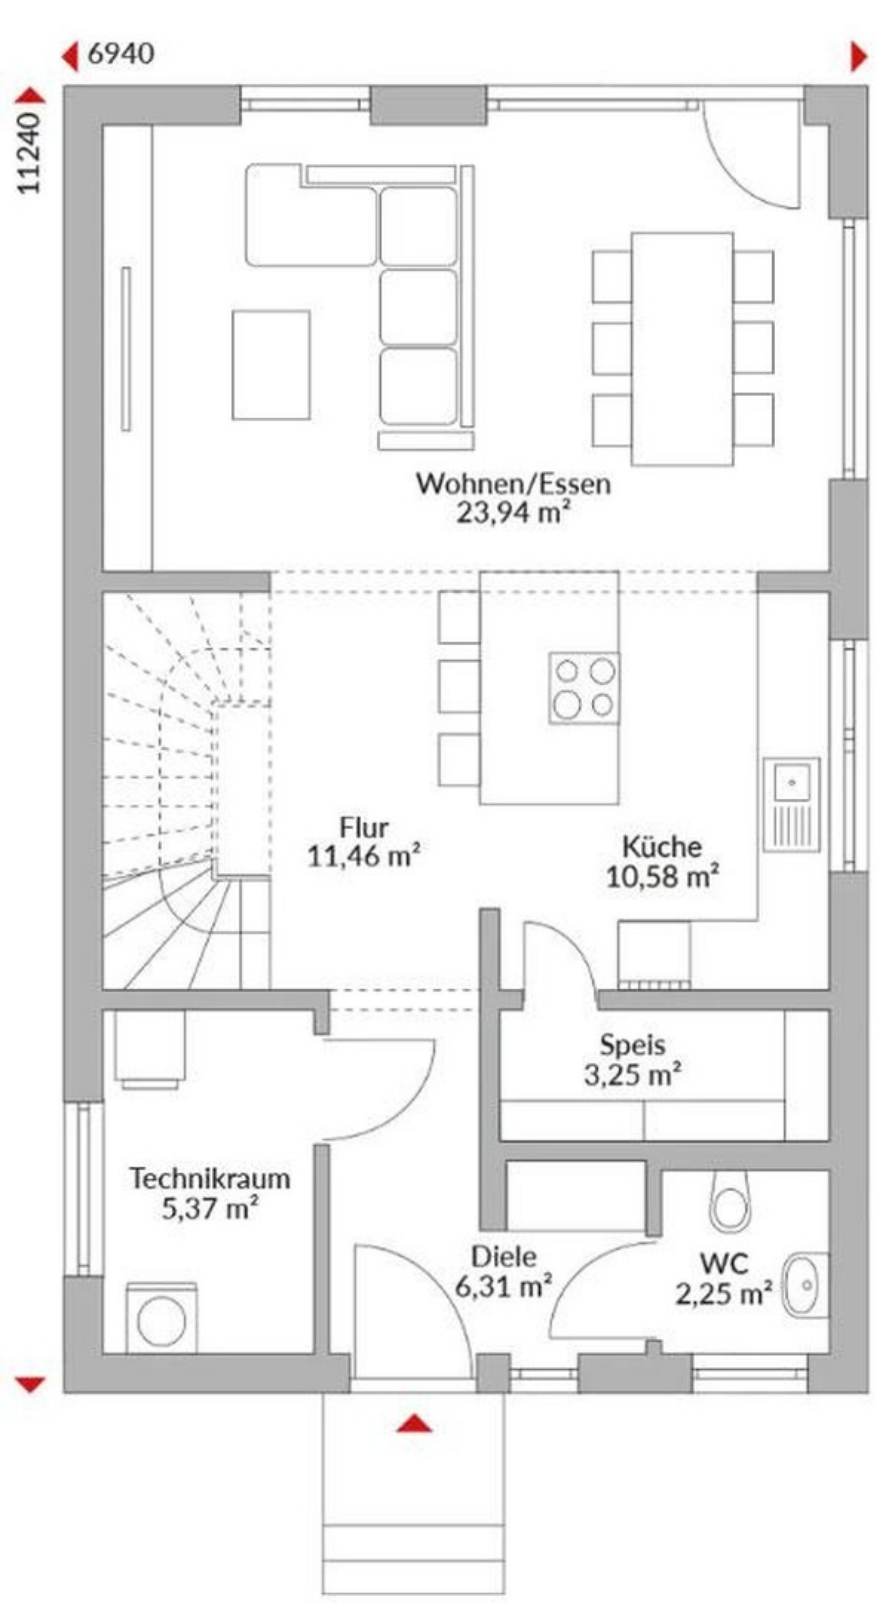 6940
11240
Wohnen/Essen
23,94 m²
Flur
11,46 m²
Küche
10,58 m²
Speis
3,25 m²
Technikraum
5,37 m²
Diele
6,31 m²
WC
2,25 m²